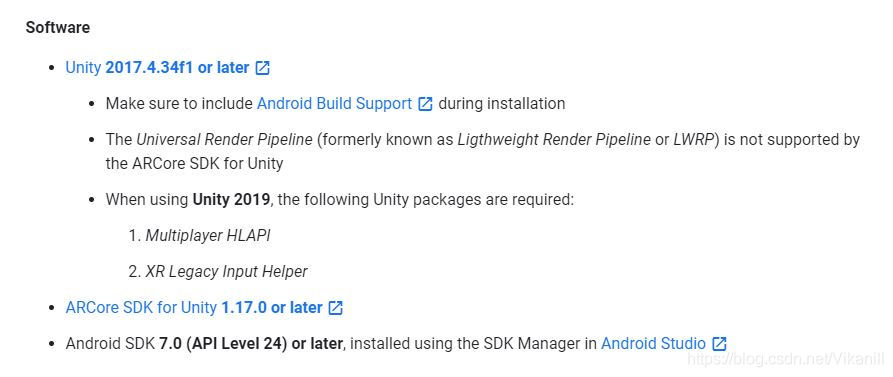 Software
• Unity 2017.4.34f1 or later
• Make sure to include Android Build Support during installation
• The Universal Render Pipeline (formerly known as Ligthweight Render Pipeline or LWRP) is not supported by
the ARCore SDK for Unity
• When using Unity 2019, the following Unity packages are required:
1. Multiplayer HLAPI
2. XR Legacy Input Helper
• ARCore SDK for Unity 1.17.0 or later
• Android SDK 7.0 (API Level 24) or later, installed using the SDK Manager in Android Studio
https://blog.csdn.net/Vikanill